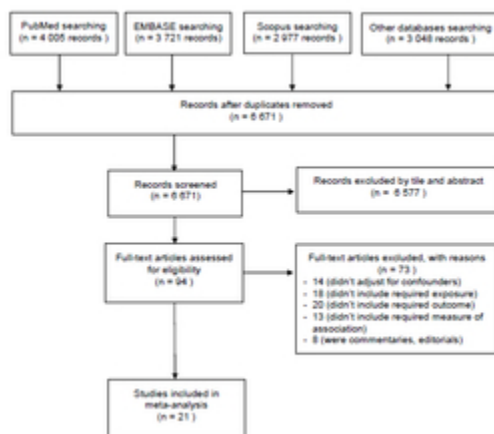 PubMed searching
(n = 4 005 records )
EMBASE searching
(n = 3 721 records)
Scopus searching
(n = 2 977 records )
Other databases searching
(n = 3 048 records )
Records after duplicates removed
(n = 6 671 )
Records screened
(n = 6 671)
Records excluded by tile and abstract
(n = 6 577 )
Full-text articles assessed
for eligibility
(n = 94 )
Full-text articles excluded, with reasons
(n = 73 )
- 14 (didn't adjust for confounders)
- 18 (didn't include required exposure)
- 20 (didn't include required outcome)
- 13 (didn't include required measure of
association)
- 8 (were commentaries, editorials)
Studies included in
meta-analysis
(n = 21 )